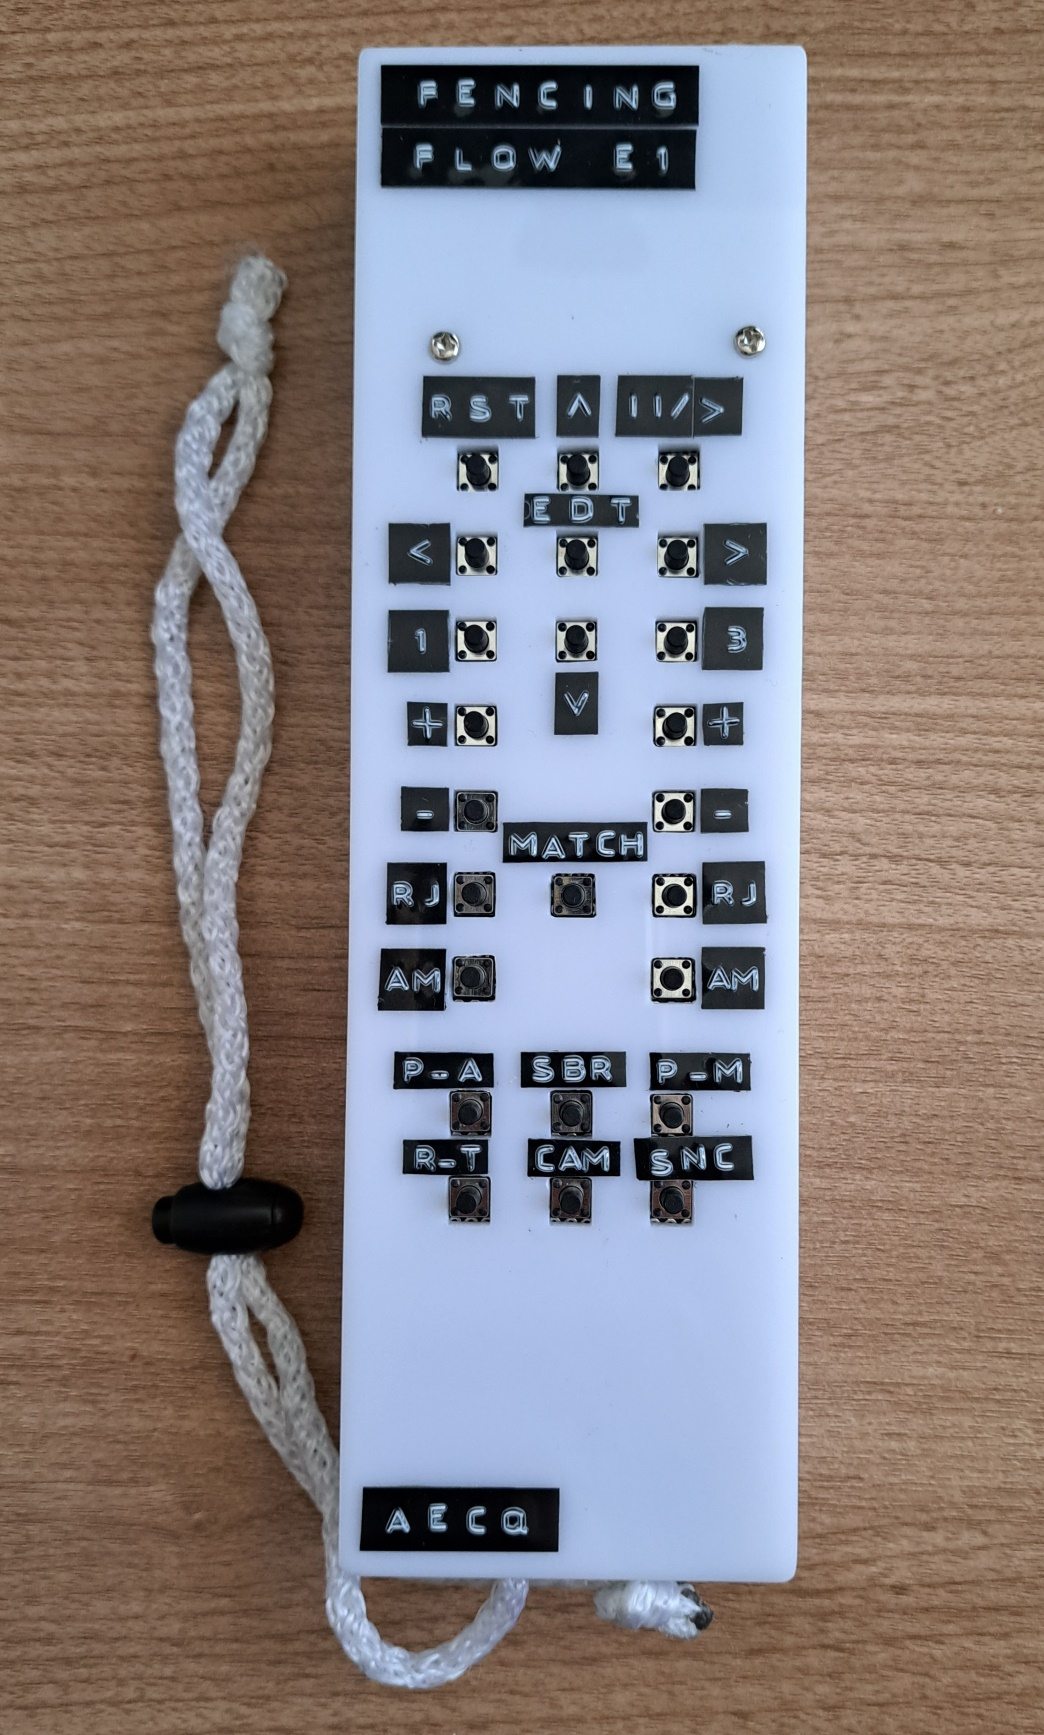 FENCING
FLOW E1
RST ^ II/>
EDT
< >
1 3
V
+ +
- -
MATCH
RJ RJ
AM AM
P-A SBR P-M
R-T CAM SNC
AECQ